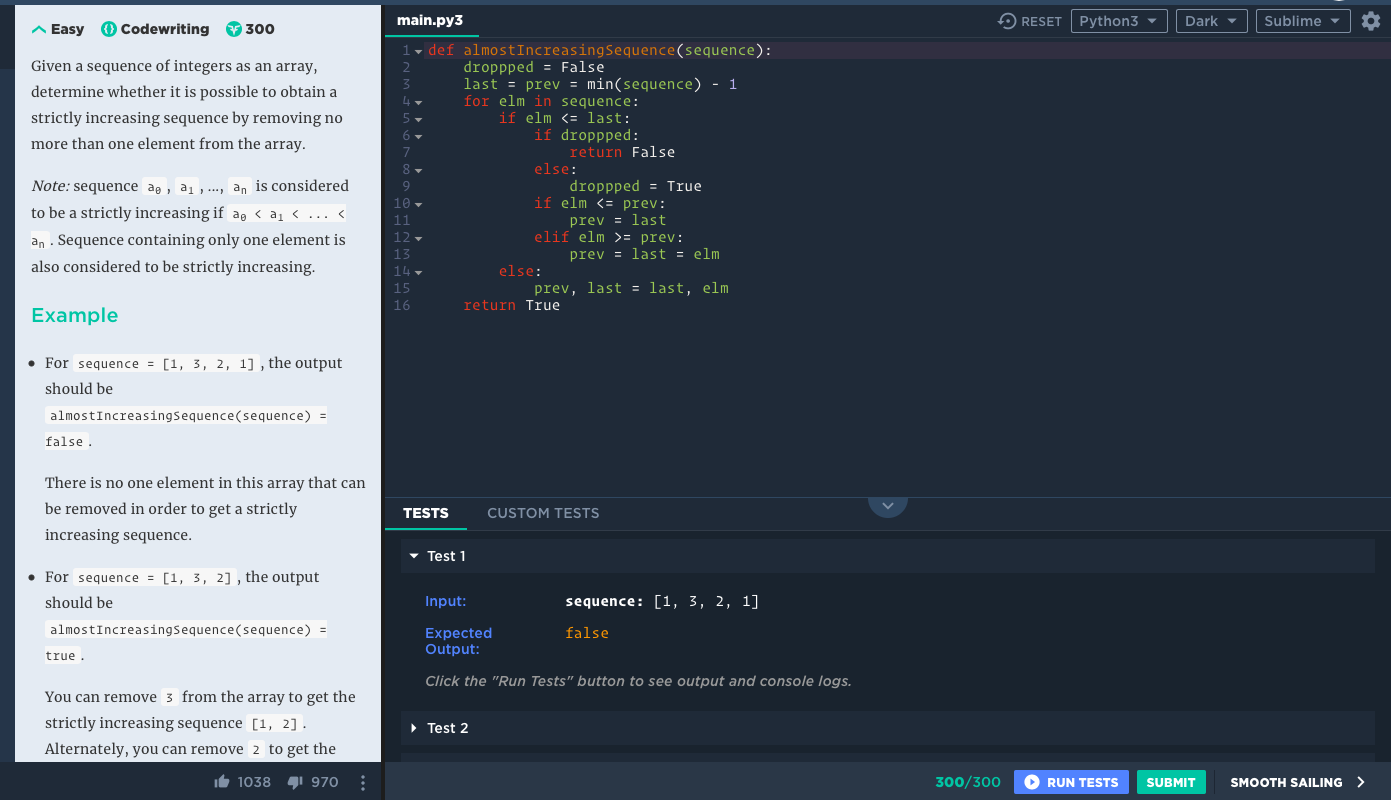 Easy Codewriting 300
Given a sequence of integers as an array,
determine whether it is possible to obtain a
strictly increasing sequence by removing no
more than one element from the array.
Note: sequence a₀ , a₁ , ..., aₙ is considered
to be a strictly increasing if a₀ < a₁ < ... <
aₙ . Sequence containing only one element is
also considered to be strictly increasing.
Example
• For sequence = [1, 3, 2, 1] , the output
should be
almostIncreasingSequence(sequence) =
false .
There is no one element in this array that can
be removed in order to get a strictly
increasing sequence.
• For sequence = [1, 3, 2] , the output
should be
almostIncreasingSequence(sequence) =
true .
You can remove 3 from the array to get the
strictly increasing sequence [1, 2] .
Alternately, you can remove 2 to get the
1038 970
main.py3
RESET Python3 Dark Sublime
1 def almostIncreasingSequence(sequence):
2     droppped = False
3     last = prev = min(sequence) - 1
4     for elm in sequence:
5         if elm <= last:
6             if droppped:
7                 return False
8             else:
9                 droppped = True
10             if elm <= prev:
11                 prev = last
12             elif elm >= prev:
13                 prev = last = elm
14         else:
15             prev, last = last, elm
16     return True
TESTS CUSTOM TESTS
Test 1
Input: sequence: [1, 3, 2, 1]
Expected false
Output:
Click the "Run Tests" button to see output and console logs.
Test 2
300/300 RUN TESTS SUBMIT SMOOTH SAILING